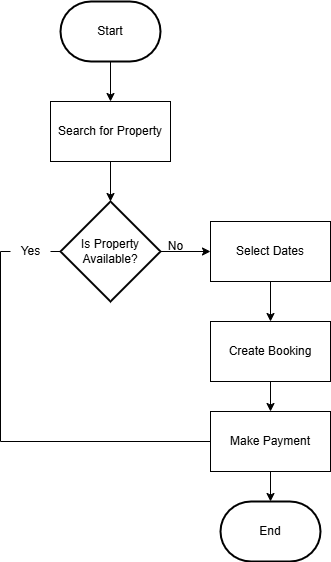 Start
Search for Property
Is Property
Available?
Yes
No
Select Dates
Create Booking
Make Payment
End